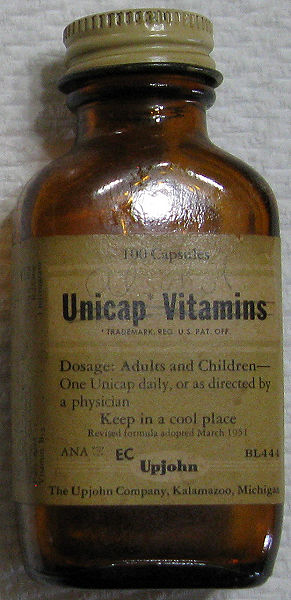 100 Capsules
Unicap* Vitamins
* TRADEMARK, REG. U.S. PAT. OFF.
Dosage: Adults and Children—
One Unicap daily, or as directed by
a physician
Keep in a cool place
Revised formula adopted March 1951
ANA EC BL444
Upjohn
The Upjohn Company, Kalamazoo, Michigan